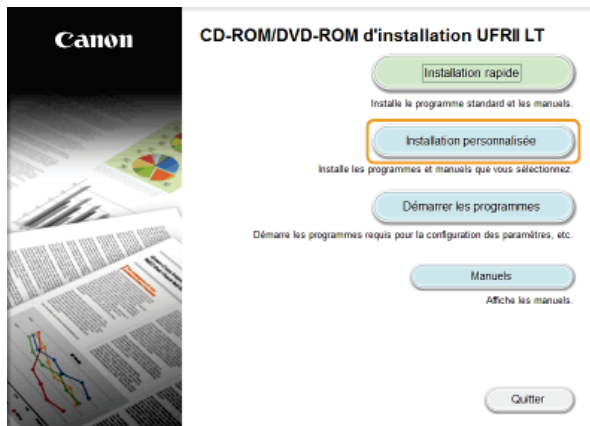 Canon
CD-ROM/DVD-ROM d'installation UFRII LT
Installation rapide
Installe le programme standard et les manuels.
Installation personnalisée
Installe les programmes et manuels que vous sélectionnez.
Démarrer les programmes
Démarre les programmes requis pour la configuration des paramètres, etc.
Manuels
Affiche les manuels.
Quitter